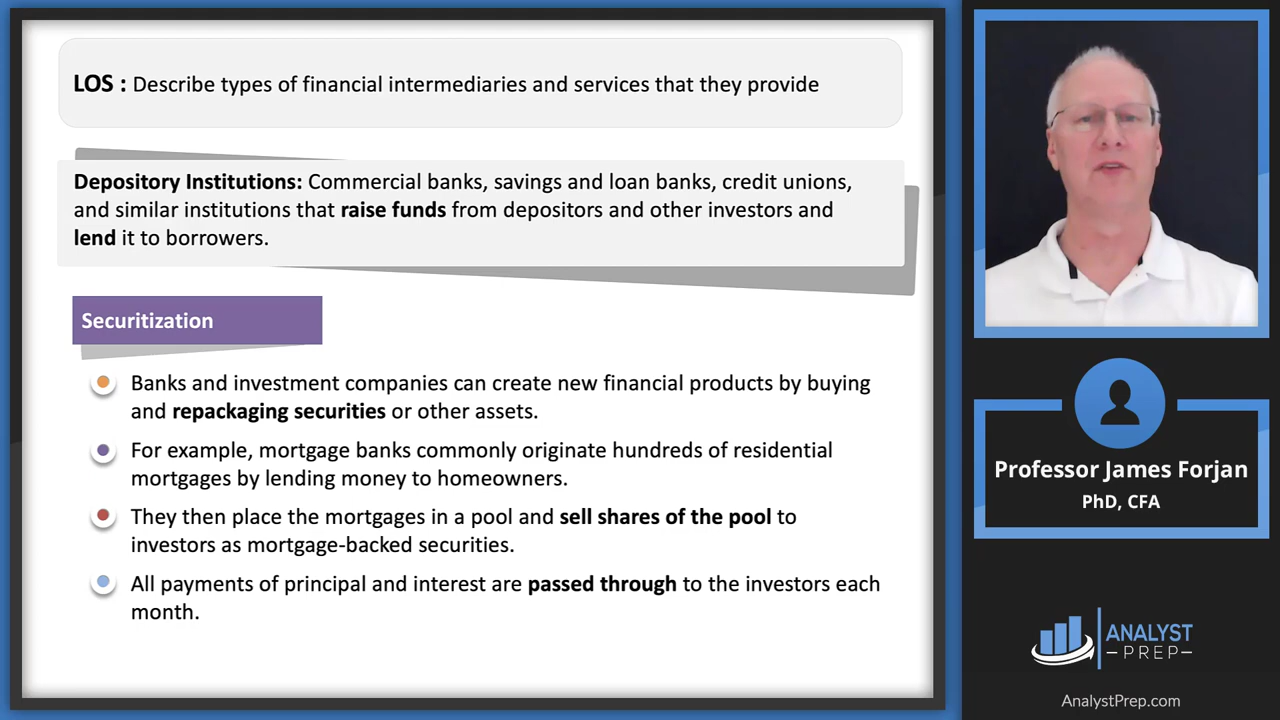 LOS : Describe types of financial intermediaries and services that they provide
Depository Institutions: Commercial banks, savings and loan banks, credit unions,
and similar institutions that raise funds from depositors and other investors and
lend it to borrowers.
Securitization
Banks and investment companies can create new financial products by buying
and repackaging securities or other assets.
For example, mortgage banks commonly originate hundreds of residential
mortgages by lending money to homeowners.
They then place the mortgages in a pool and sell shares of the pool to
investors as mortgage-backed securities.
All payments of principal and interest are passed through to the investors each
month.
Professor James Forjan
PhD, CFA
ANALYST
PREP
AnalystPrep.com